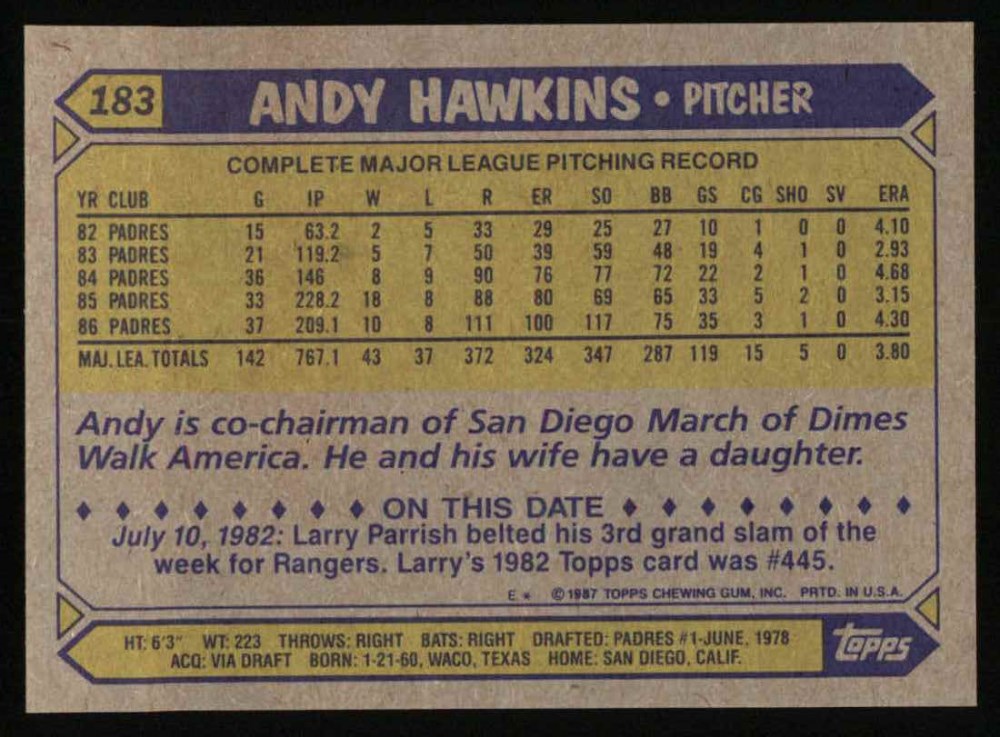 183 ANDY HAWKINS • PITCHER
COMPLETE MAJOR LEAGUE PITCHING RECORD
YR CLUB G IP W L R ER SO BB GS CG SHO SV ERA
82 PADRES 15 63.2 2 5 33 29 25 27 10 1 0 0 4.10
83 PADRES 21 119.2 5 7 50 39 59 48 19 4 1 0 2.93
84 PADRES 36 146 8 9 90 76 77 72 22 2 1 0 4.68
85 PADRES 33 228.2 18 8 88 80 69 65 33 5 2 0 3.15
86 PADRES 37 209.1 10 8 111 100 117 75 35 3 1 0 4.30
MAJ. LEA. TOTALS 142 767.1 43 37 372 324 347 287 119 15 5 0 3.80
Andy is co-chairman of San Diego March of Dimes
Walk America. He and his wife have a daughter.
♦ ♦ ♦ ♦ ♦ ♦ ♦ ♦ ON THIS DATE ♦ ♦ ♦ ♦ ♦ ♦ ♦ ♦
July 10, 1982: Larry Parrish belted his 3rd grand slam of the
week for Rangers. Larry's 1982 Topps card was #445.
E * © 1987 TOPPS CHEWING GUM, INC. PRTD. IN U.S.A.
HT: 6'3" WT: 223 THROWS: RIGHT BATS: RIGHT DRAFTED: PADRES #1-JUNE, 1978
ACQ: VIA DRAFT BORN: 1-21-60, WACO, TEXAS HOME: SAN DIEGO, CALIF.
topps